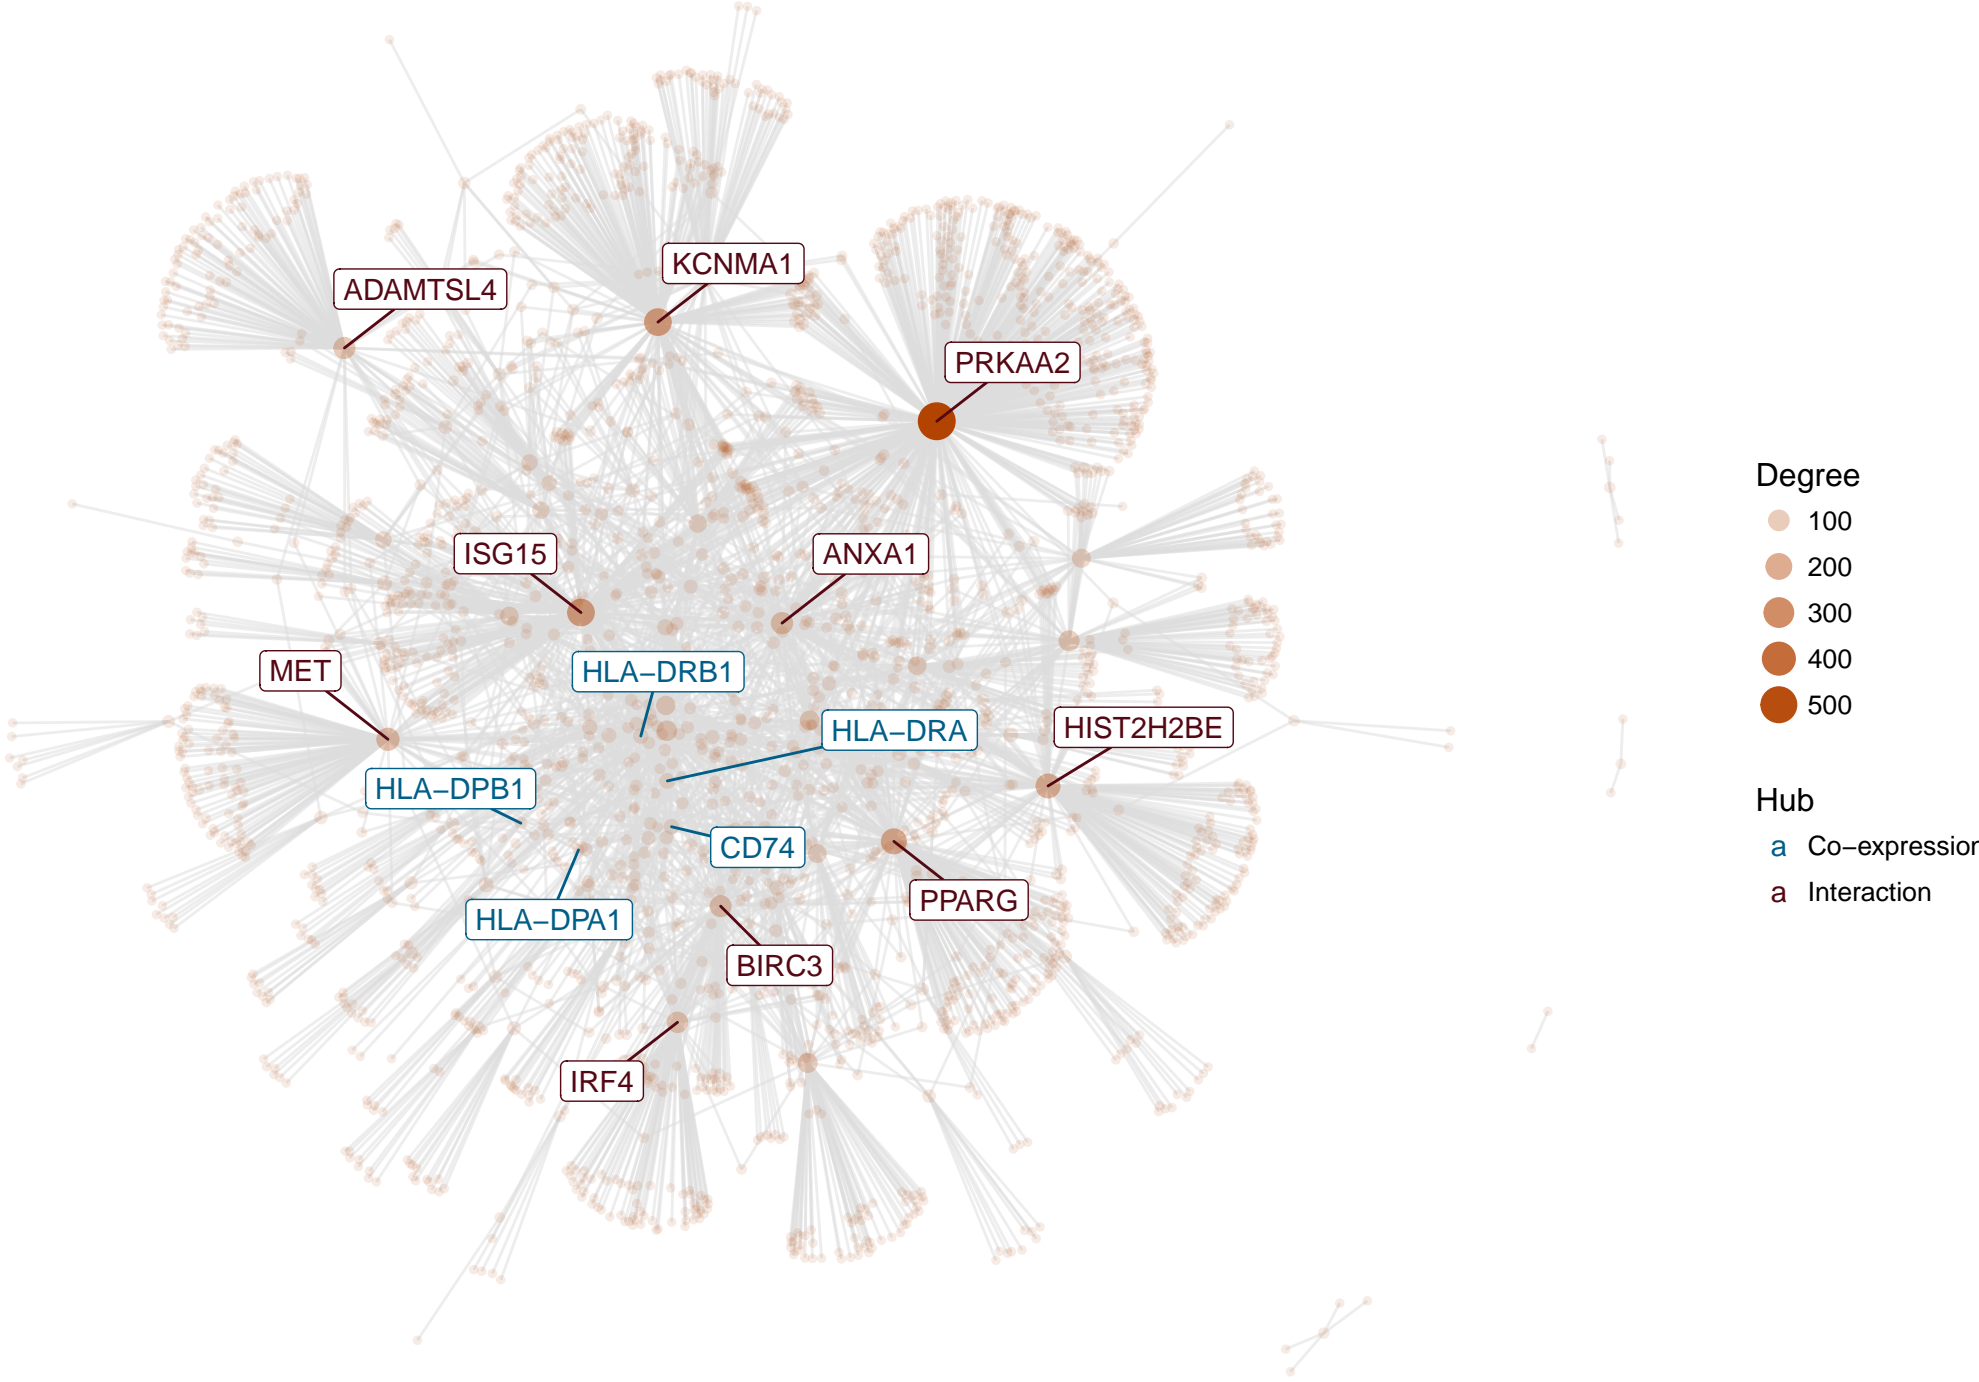 KCNMA1
ADAMTSL4
PRKAA2
ISG15
ANXA1
MET
HLA−DRB1
HLA−DRA
HIST2H2BE
HLA−DPB1
CD74
PPARG
HLA−DPA1
BIRC3
IRF4
Degree
100
200
300
400
500
Hub
a Co−expression
a Interaction